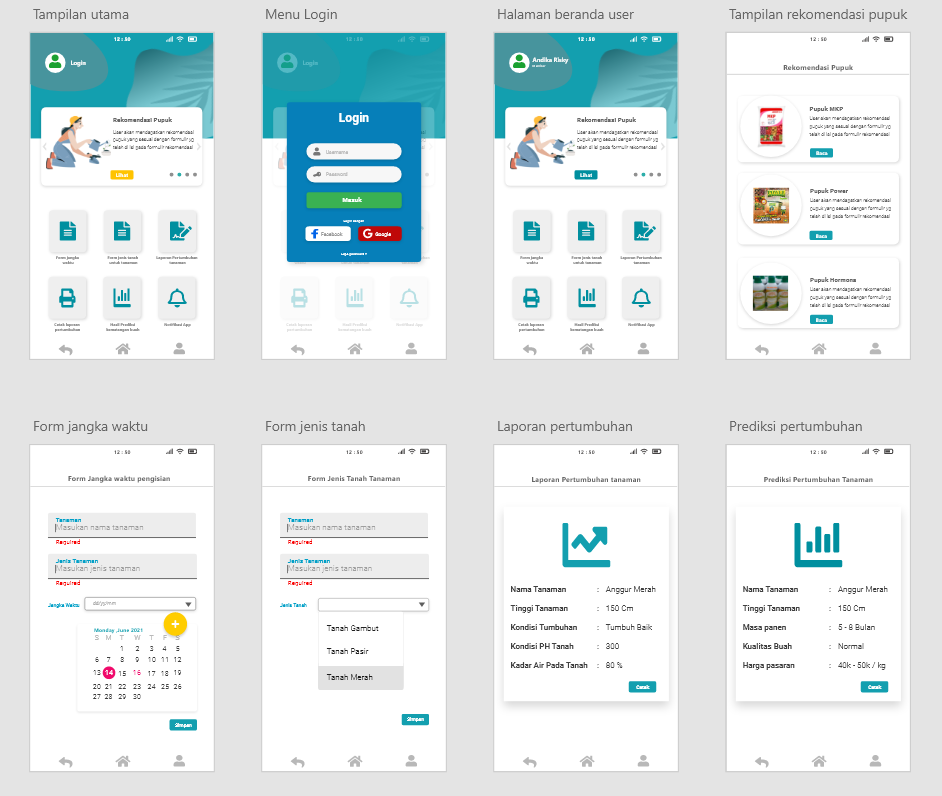 Tampilan utama
12 : 50
Login
Rekomendasi Pupuk
User akan mendapatkan rekomendasi
pupuk yang sesuai dengan formulir yg
telah di isi pada formulir rekomendasi
Lihat
Form jangka
waktu
Form jenis tanah
untuk tanaman
Laporan Pertumbuhan
tanaman
Cetak laporan
pertumbuhan
Hasil Prediksi
Notifikasi App
Menu Login
12 : 50
Login
Login
Username
Password
Masuk
Facebook
Google
Cetak laporan
pertumbuhan
Hasil Prediksi
Notifikasi App
Halaman beranda user
12 : 50
Andika Risky
Rekomendasi Pupuk
User akan mendapatkan rekomendasi
pupuk yang sesuai dengan formulir yg
telah di isi pada formulir rekomendasi
Lihat
Form jangka
waktu
Form jenis tanah
untuk tanaman
Laporan Pertumbuhan
tanaman
Cetak laporan
pertumbuhan
Hasil Prediksi
Notifikasi App
Tampilan rekomendasi pupuk
12 : 50
Rekomendasi Pupuk
Pupuk MKP
User akan mendapatkan rekomendasi
pupuk yang sesuai dengan formulir yg
telah di isi pada formulir rekomendasi
Baca
Pupuk Power
User akan mendapatkan rekomendasi
pupuk yang sesuai dengan formulir yg
telah di isi pada formulir rekomendasi
Baca
Pupuk Hormone
User akan mendapatkan rekomendasi
pupuk yang sesuai dengan formulir yg
telah di isi pada formulir rekomendasi
Baca
Form jangka waktu
12 : 50
Form Jangka waktu pengisian
Tanaman
Masukan nama tanaman
Required
Jenis Tanaman
Masukan jenis tanaman
Required
Jangka Waktu
dd/yy/mm
+
Monday ,June 2021
S M T W T F S
1 2 3 4 5
6 7 8 9 10 11 12
13 14 15 16 17 18 19
20 21 22 23 24 25 26
27 28 29 30
Simpan
Form jenis tanah
12 : 50
Form Jenis Tanah Tanaman
Tanaman
Masukan nama tanaman
Required
Jenis Tanaman
Masukan jenis tanaman
Required
Jenis Tanah
Tanah Gambut
Tanah Pasir
Tanah Merah
Simpan
Laporan pertumbuhan
12 : 50
Laporan Pertumbuhan tanaman
Nama Tanaman : Anggur Merah
Tinggi Tanaman : 150 Cm
Kondisi Tumbuhan : Tumbuh Baik
Kondisi PH Tanah : 300
Kadar Air Pada Tanah : 80 %
Cetak
Prediksi pertumbuhan
12 : 50
Prediksi Pertumbuhan Tanaman
Nama Tanaman : Anggur Merah
Tinggi Tanaman : 150 Cm
Masa panen : 5 - 8 Bulan
Kualitas Buah : Normal
Harga pasaran : 40k - 50k / kg
Cetak